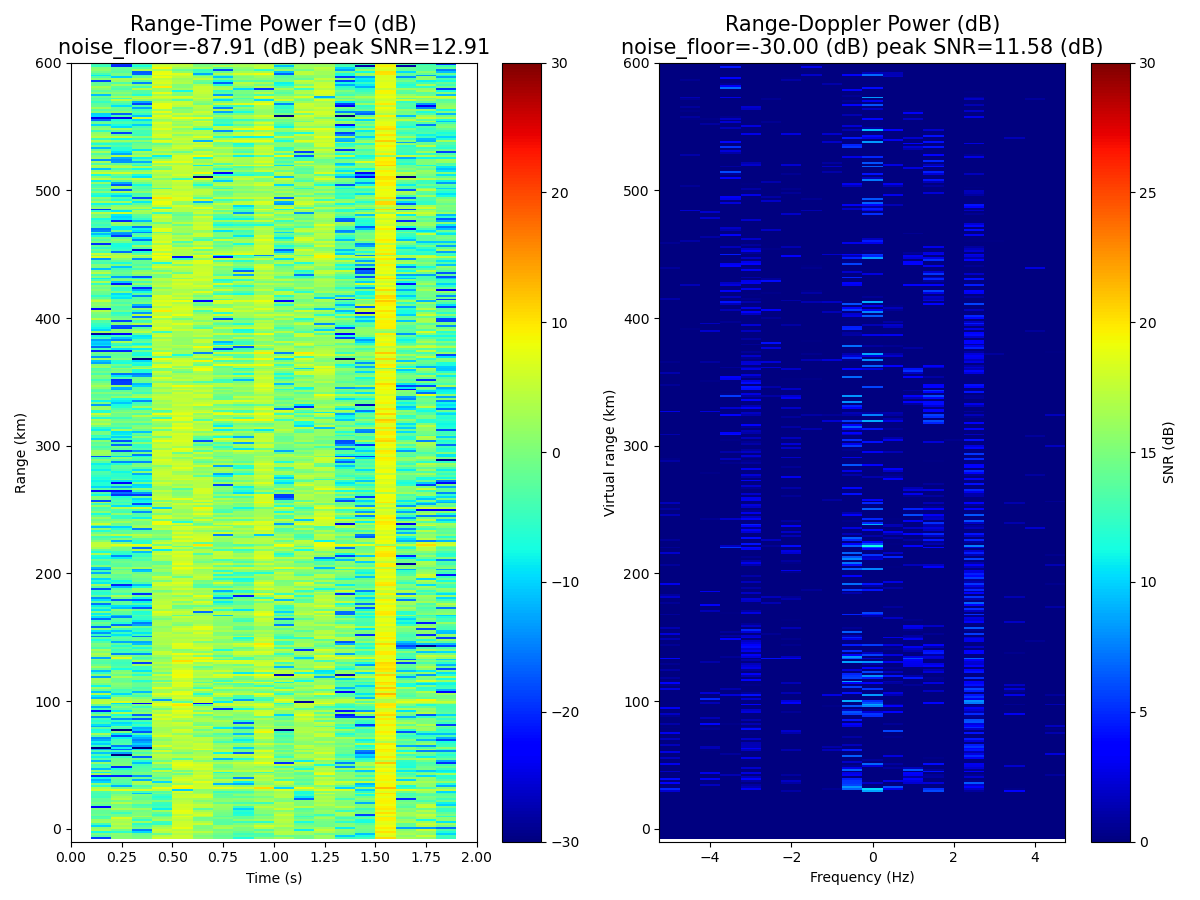 Range-Time Power f=0 (dB)
noise_floor=-87.91 (dB) peak SNR=12.91
Range-Doppler Power (dB)
noise_floor=-30.00 (dB) peak SNR=11.58 (dB)
600
500
400
300
200
100
0
Range (km)
0.00 0.25 0.50 0.75 1.00 1.25 1.50 1.75 2.00
Time (s)
30
20
10
0
−10
−20
−30
600
500
400
300
200
100
0
Virtual range (km)
−4 −2 0 2 4
Frequency (Hz)
30
25
20
15
10
5
0
SNR (dB)